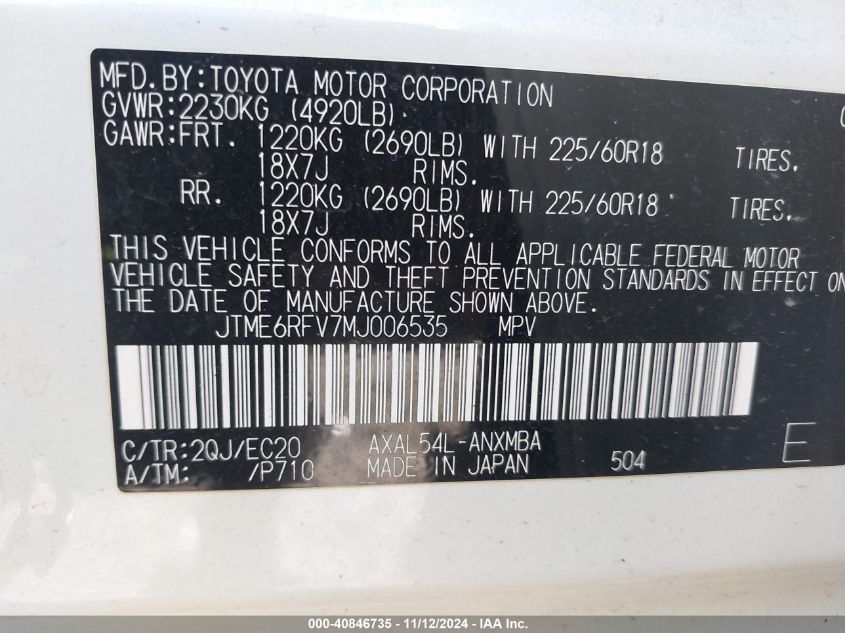 MFD.BY:TOYOTA MOTOR CORPORATION
GVWR:2230KG (4920LB)
GAWR:FRT. 1220KG (2690LB) WITH 225/60R18 TIRES.
18X7J RIMS.
RR. 1220KG (2690LB) WITH 225/60R18 TIRES.
18X7J RIMS.
THIS VEHICLE CONFORMS TO ALL APPLICABLE FEDERAL MOTOR
VEHICLE SAFETY AND THEFT PREVENTION STANDARDS IN EFFECT ON
THE DATE OF MANUFACTURE SHOWN ABOVE.
JTME6RFV7MJ006535 MPV
C/TR:2QJ/EC20 AXAL54L-ANXMBA
A/TM: /P710 MADE IN JAPAN 504 E
000-40846735 - 11/12/2024 - IAA Inc.